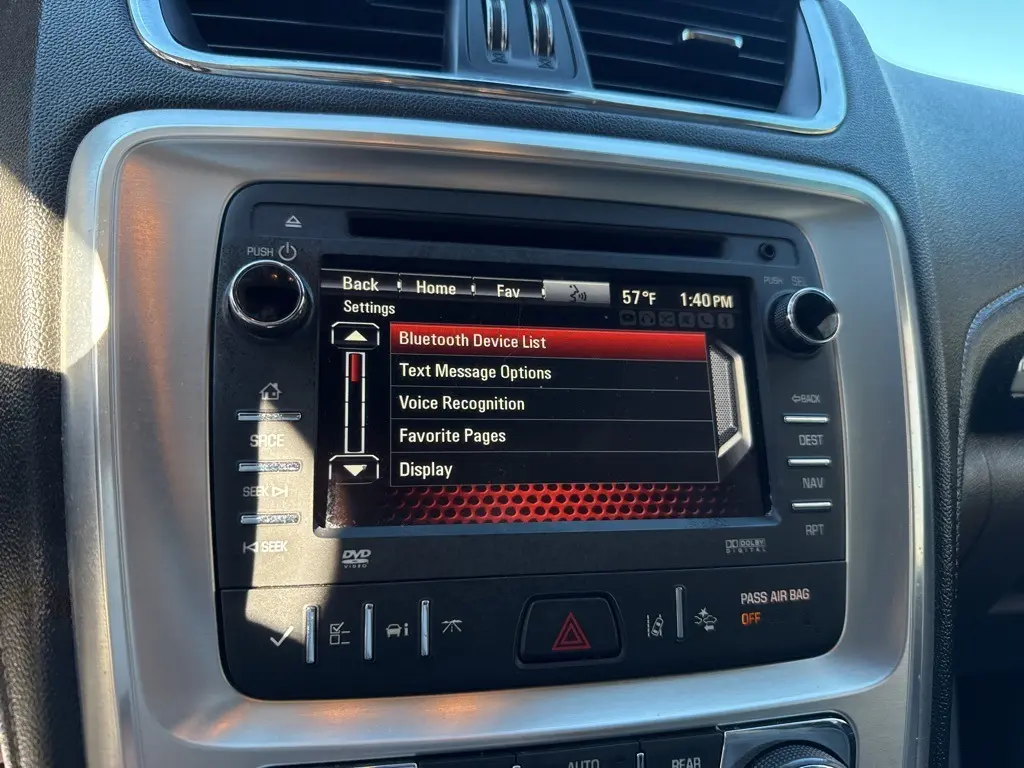 PUSH
Back Home Fav 57°F 1:40 PM
Settings
Bluetooth Device List
Text Message Options
Voice Recognition
Favorite Pages
Display
SRCE
SEEK
SEEK
PUSH
BACK
DEST
NAV
RPT
DVD
VIDEO
DOLBY
DIGITAL
PASS AIR BAG
OFF
AUTO
REAR